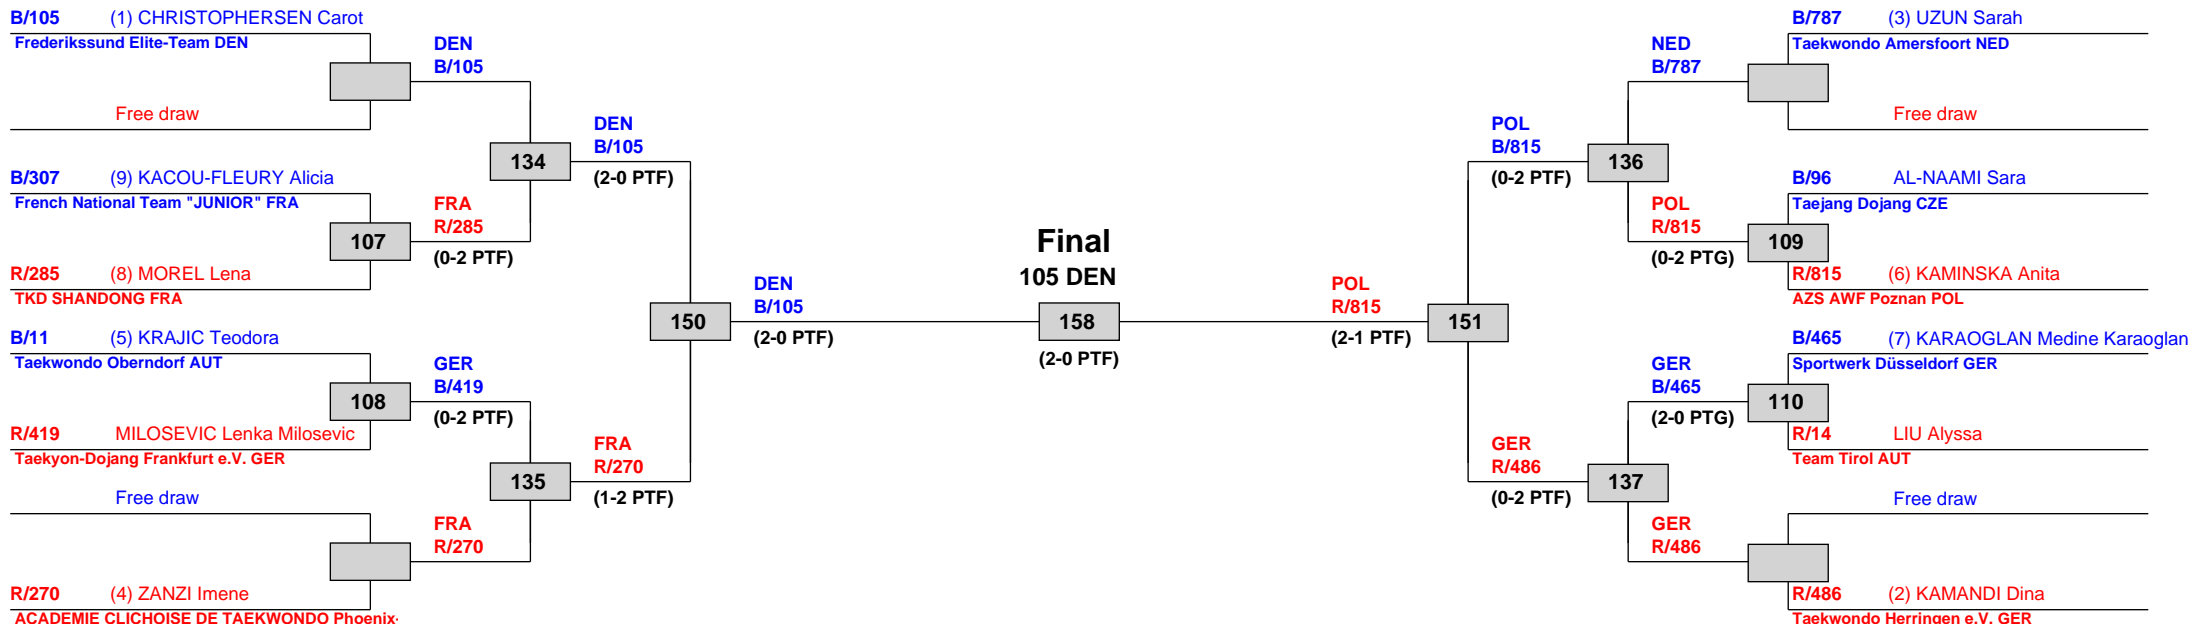 B/105 (1) CHRISTOPHERSEN Carot
Frederikssund Elite-Team DEN
Free draw
B/307 (9) KACOU-FLEURY Alicia
French National Team "JUNIOR" FRA
R/285 (8) MOREL Lena
TKD SHANDONG FRA
B/11 (5) KRAJIC Teodora
Taekwondo Oberndorf AUT
R/419 MILOSEVIC Lenka Milosevic
Taekyon-Dojang Frankfurt e.V. GER
Free draw
R/270 (4) ZANZI Imene
ACADEMIE CLICHOISE DE TAEKWONDO Phoenix-
DEN
B/105
107
FRA
R/285
(0-2 PTF)
108
GER
B/419
(0-2 PTF)
FRA
R/270
134
DEN
B/105
(2-0 PTF)
135
FRA
R/270
(1-2 PTF)
150
DEN
B/105
(2-0 PTF)
Final
105 DEN
158
(2-0 PTF)
POL
R/815
(2-1 PTF)
151
POL
B/815
(0-2 PTF)
136
GER
R/486
(0-2 PTF)
137
NED
B/787
POL
R/815
(0-2 PTG)
109
GER
B/465
(2-0 PTG)
110
GER
R/486
B/787 (3) UZUN Sarah
Taekwondo Amersfoort NED
Free draw
B/96 AL-NAAMI Sara
Taejang Dojang CZE
R/815 (6) KAMINSKA Anita
AZS AWF Poznan POL
B/465 (7) KARAOGLAN Medine Karaoglan
Sportwerk Düsseldorf GER
R/14 LIU Alyssa
Team Tirol AUT
Free draw
R/486 (2) KAMANDI Dina
Taekwondo Herringen e.V. GER